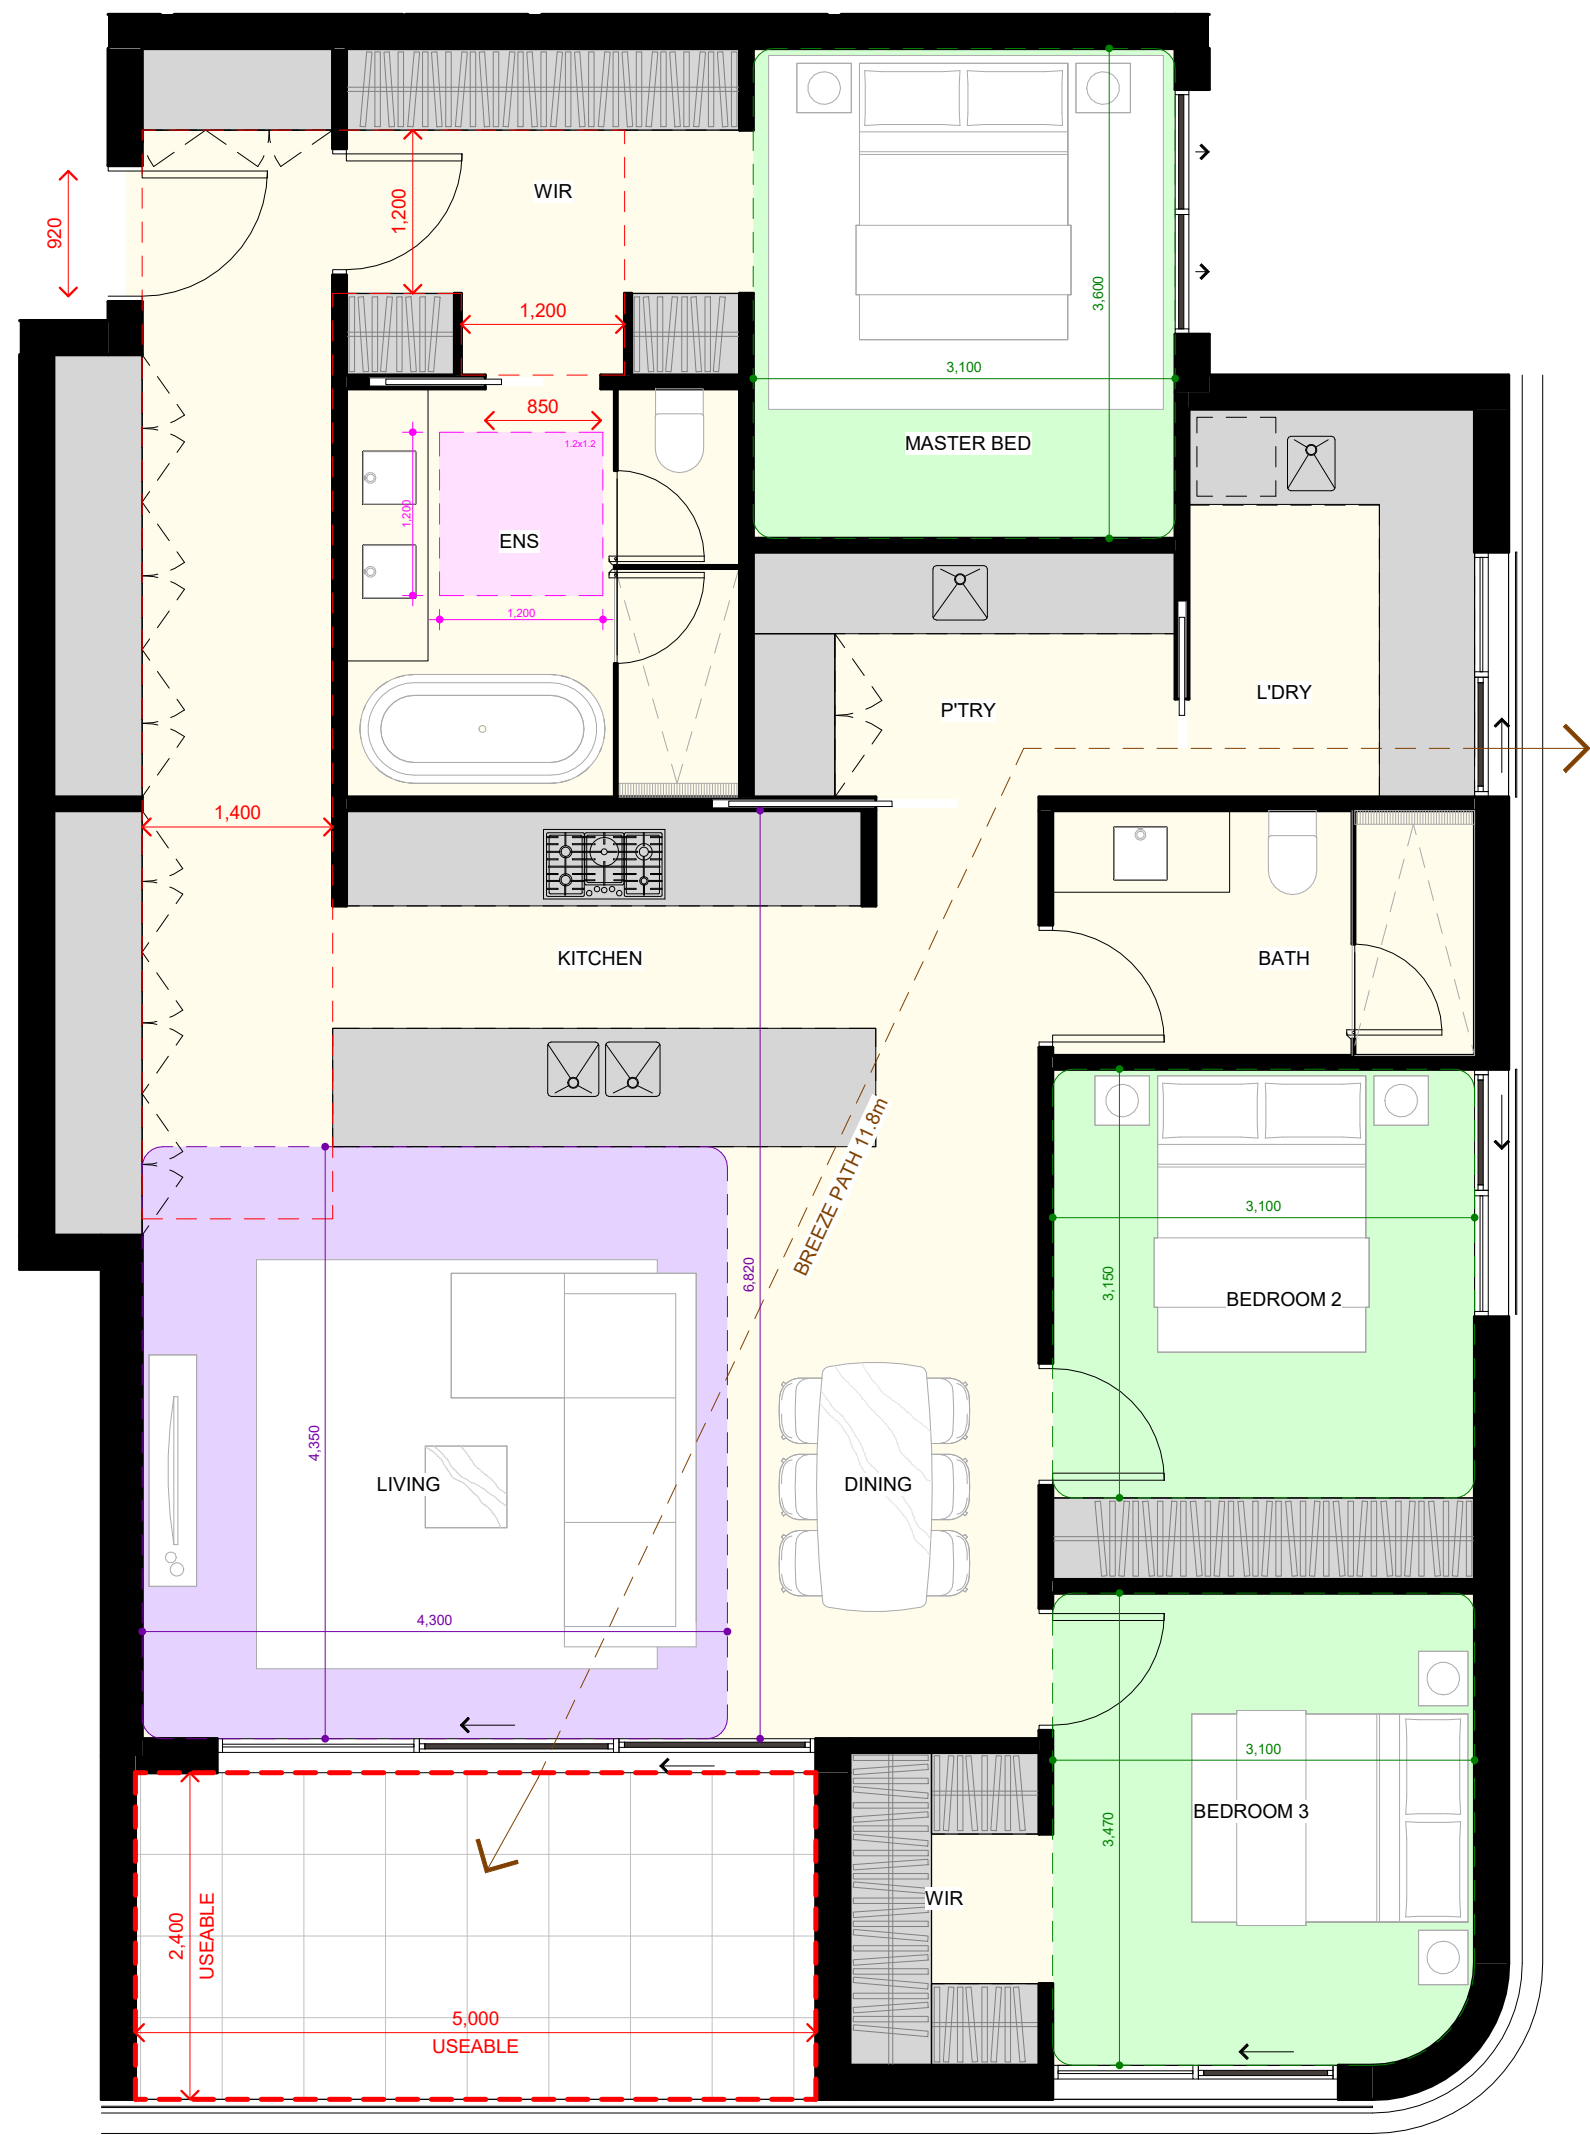 920
1,200
WIR
1,200
3,600
3,100
850
1.2x1.2
MASTER BED
1,200
ENS
1,200
P'TRY
L'DRY
1,400
KITCHEN
BATH
BREEZE PATH 11.8m
3,100
6,820
3,150
BEDROOM 2
4,350
LIVING
DINING
4,300
3,100
BEDROOM 3
3,470
WIR
2,400
USEABLE
5,000
USEABLE